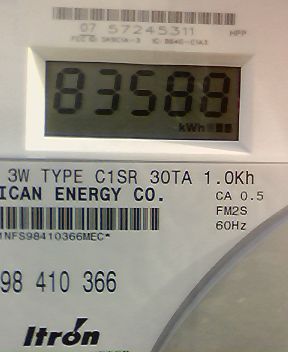 07 57245311
83588
kWh
3W TYPE C1SR 30TA 1.0Kh
ICAN ENERGY CO.
CA 0.5
FM2S
60Hz
1NFS98410366MEC*
98 410 366
Itrón